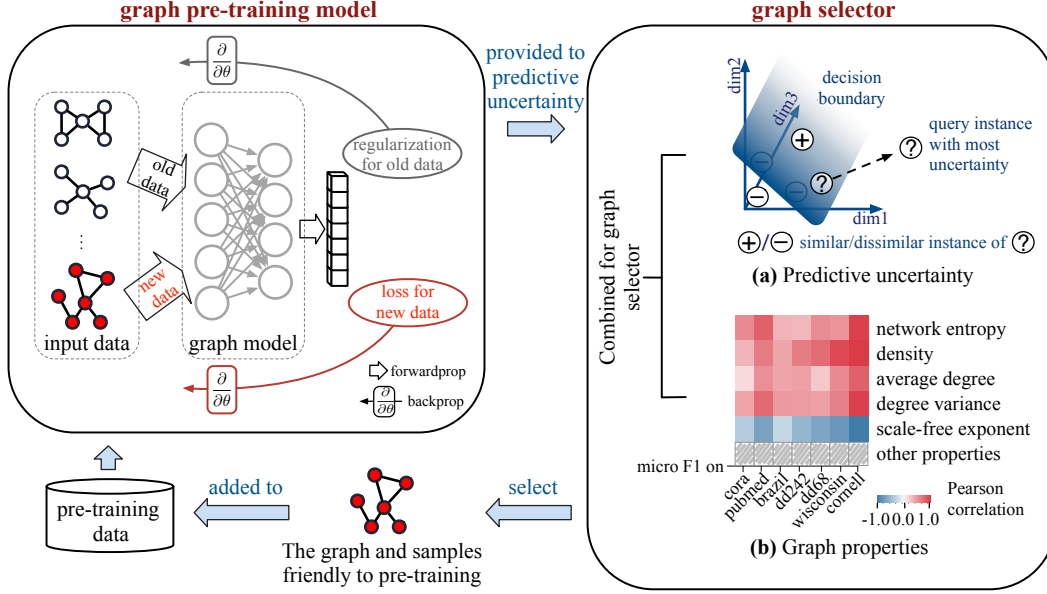 graph pre-training model
∂
∂θ
old
data
...
new
data
input data
graph model
regularization
for old data
loss for
new data
∂
∂θ
forwardprop
∂
∂θ
backprop
provided to
predictive
uncertainty
graph selector
Combined for graph
selector
dim2
dim3
dim1
decision
boundary
+
−
−
−
?
?
query instance
with most
uncertainty
+/− similar/dissimilar instance of ?
(a) Predictive uncertainty
network entropy
density
average degree
degree variance
scale-free exponent
other properties
micro F1 on
cora
pubmed
brazil
dd242
dd68
wisconsin
cornell
-1.0 0.0 1.0
Pearson
correlation
(b) Graph properties
select
The graph and samples
friendly to pre-training
added to
pre-training
data